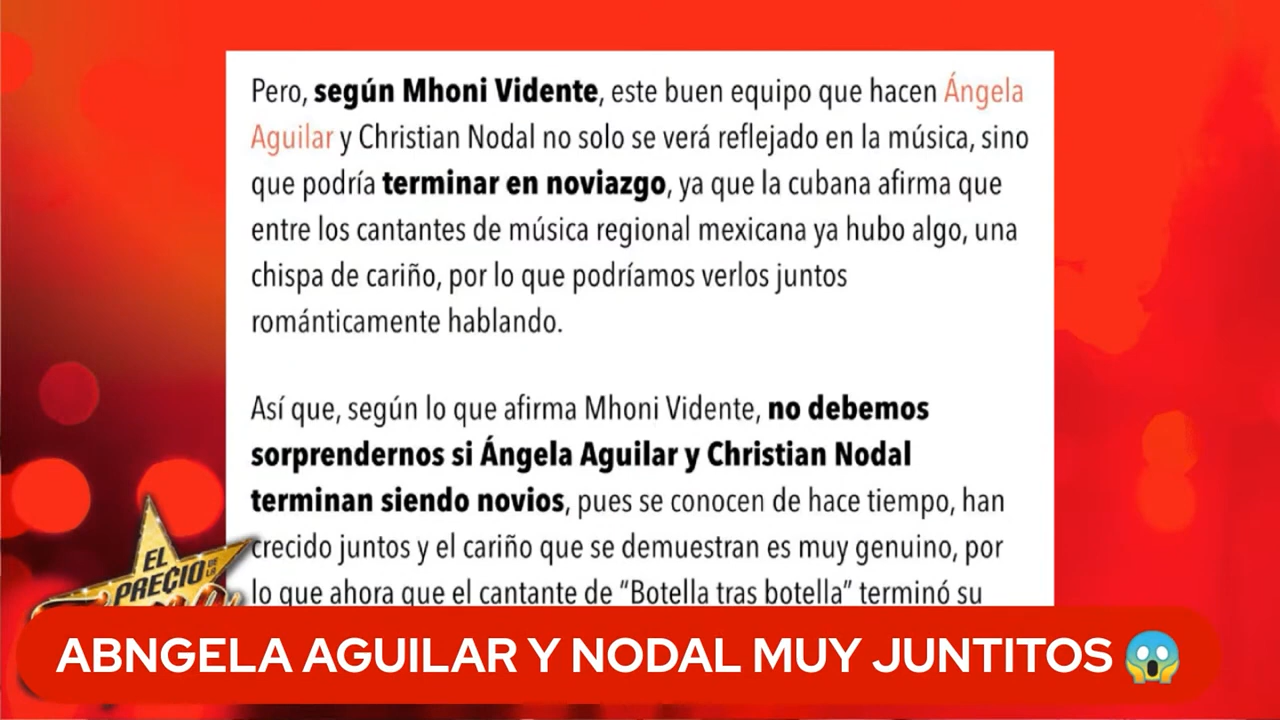 Pero, según Mhoni Vidente, este buen equipo que hacen Ángela
Aguilar y Christian Nodal no solo se verá reflejado en la música, sino
que podría terminar en noviazgo, ya que la cubana afirma que
entre los cantantes de música regional mexicana ya hubo algo, una
chispa de cariño, por lo que podríamos verlos juntos
románticamente hablando.
Así que, según lo que afirma Mhoni Vidente, no debemos
sorprendernos si Ángela Aguilar y Christian Nodal
terminan siendo novios, pues se conocen de hace tiempo, han
crecido juntos y el cariño que se demuestran es muy genuino, por
lo que ahora que el cantante de “Botella tras botella” terminó su
EL
PRECIO DE
LA
ABNGELA AGUILAR Y NODAL MUY JUNTITOS 😱